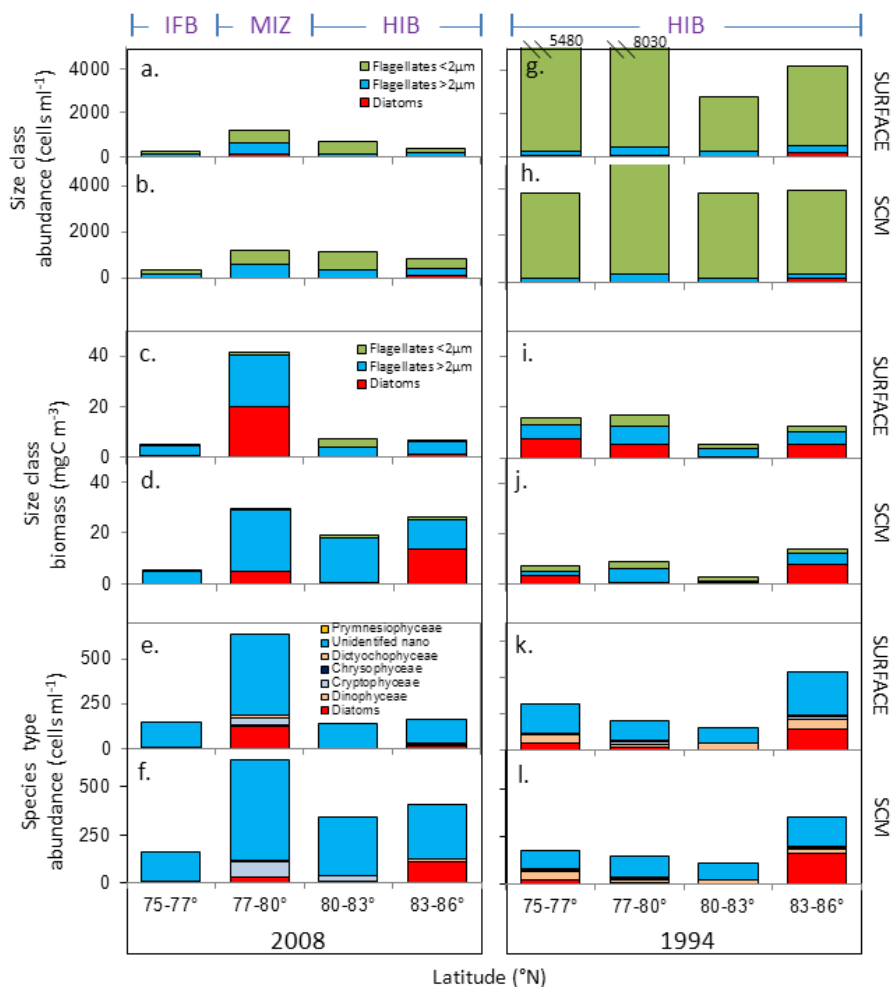 IFB MIZ HIB HIB
5480 8030
4000
2000
0
a.
Flagellates <2µm
Flagellates >2µm
Diatoms
g.
SURFACE
Size class
abundance (cells ml-1)
4000
2000
0
b.
h.
SCM
40
20
0
c.
Flagellates <2µm
Flagellates >2µm
Diatoms
i.
SURFACE
Size class
biomass (mgC m-3)
40
20
0
d.
j.
SCM
500
250
0
e.
Prymnesiophyceae
Unidentifed nano
Dictyochophyceae
Chrysophyceae
Cryptophyceae
Dinophyceae
Diatoms
k.
SURFACE
Species type
abundance (cells ml-1)
500
250
0
f.
l.
SCM
75-77° 77-80° 80-83° 83-86° 75-77° 77-80° 80-83° 83-86°
2008 1994
Latitude (°N)